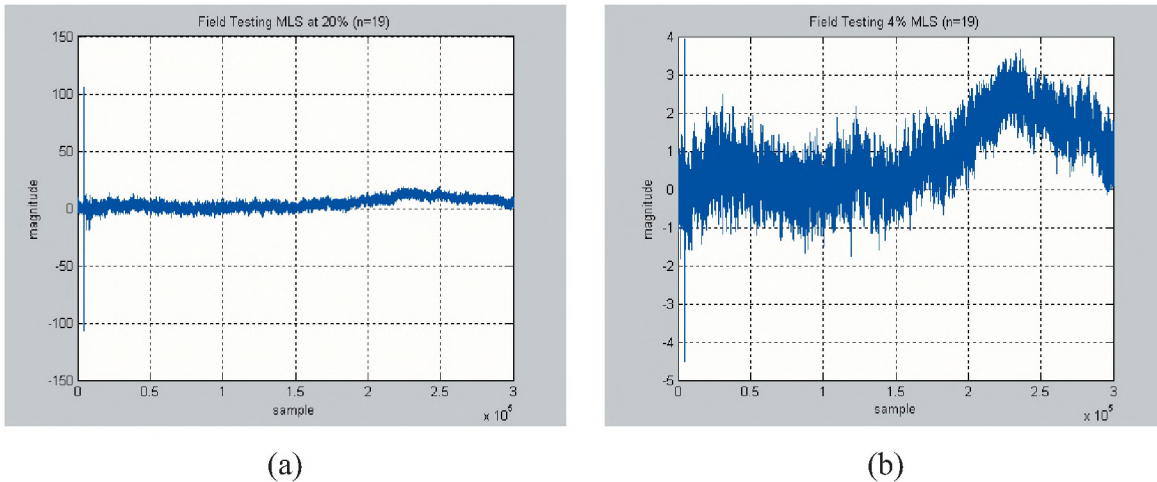 Field Testing MLS at 20% (n=19)
150
100
50
0
-50
-100
-150
magnitude
0 0.5 1 1.5 2 2.5 3
sample
x 10^5
(a)
Field Testing 4% MLS (n=19)
4
3
2
1
0
-1
-2
-3
-4
-5
magnitude
0 0.5 1 1.5 2 2.5 3
sample
x 10^5
(b)